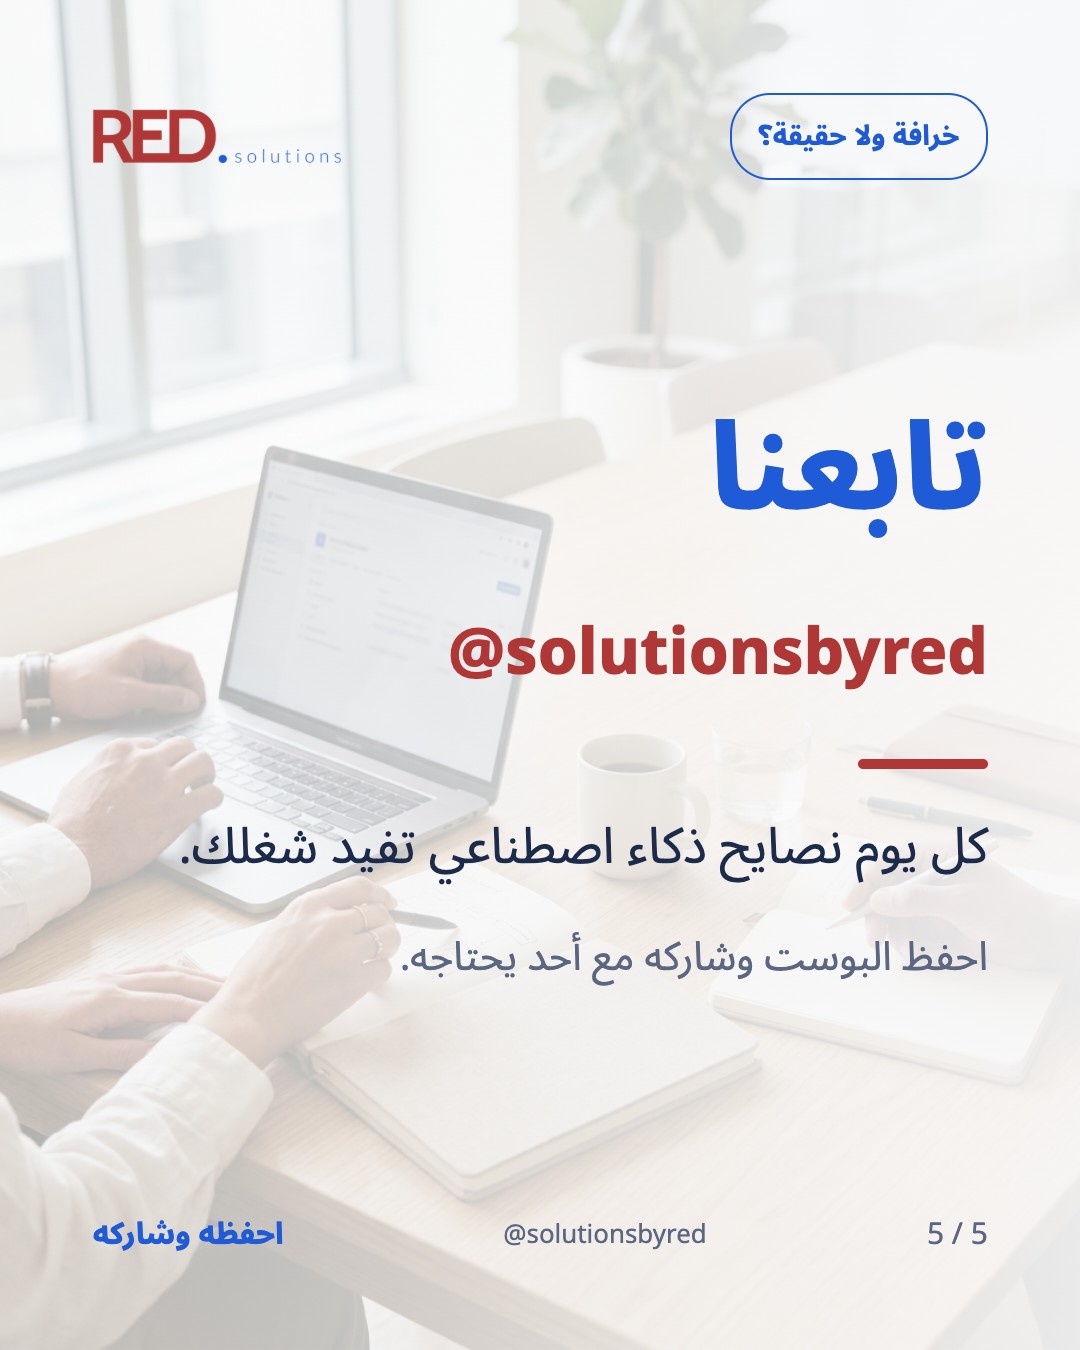 RED.solutions
خرافة ولا حقيقة؟
تابعنا
@solutionsbyred
كل يوم نصايح ذكاء اصطناعي تفيد شغلك.
احفظ البوست وشاركه مع أحد يحتاجه.
احفظه وشاركه
@solutionsbyred
5 / 5